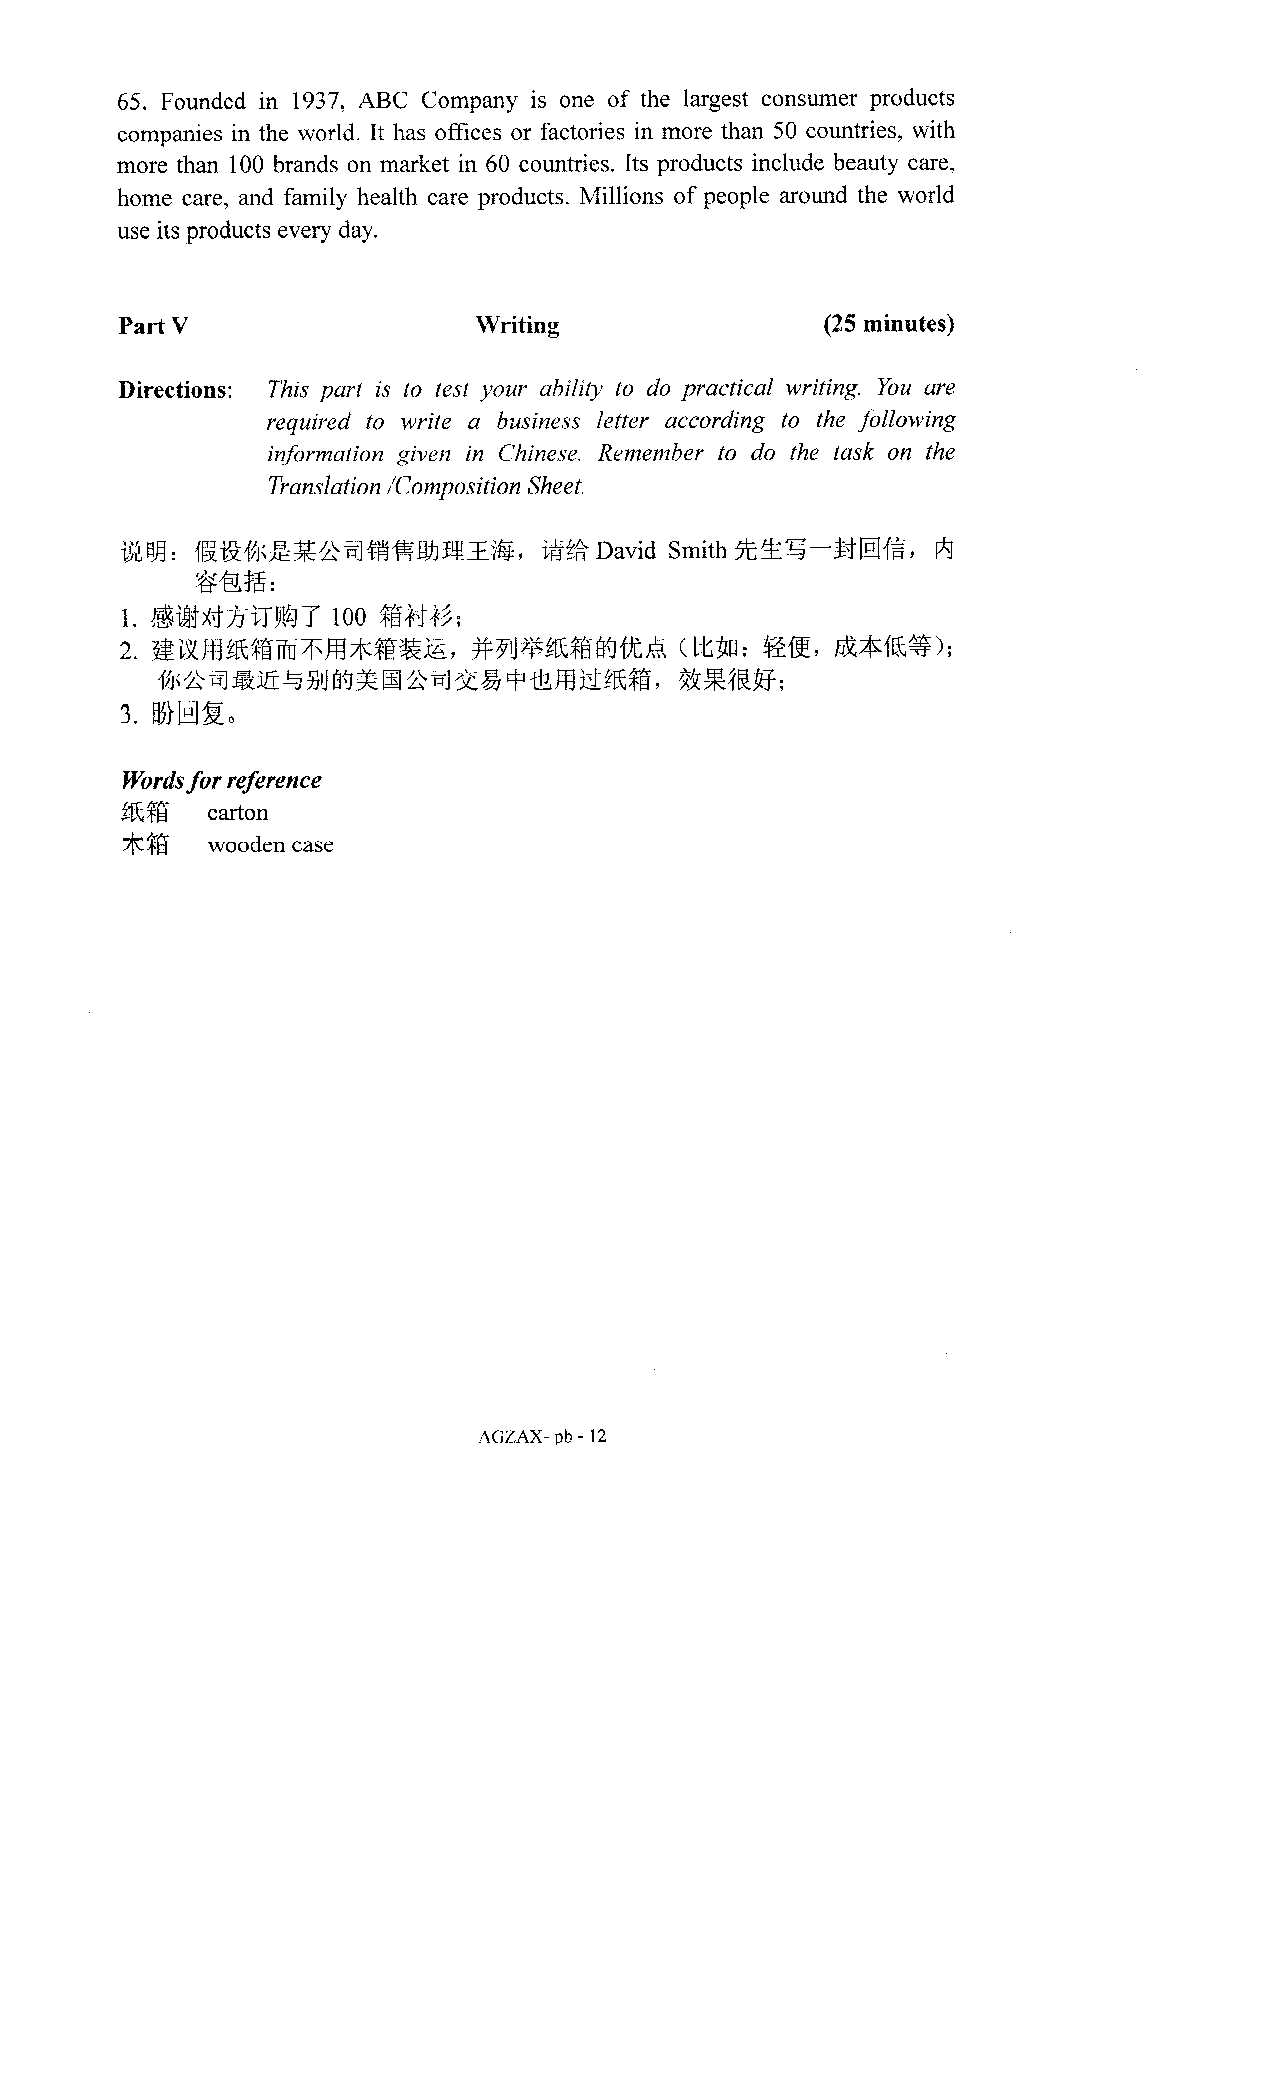 65. Founded in 1937, ABC Company is one of the largest consumer products
companies in the world. It has offices or factories in more than 50 countries, with
more than 100 brands on market in 60 countries. Its products include beauty care,
home care, and family health care products. Millions of people around the world
use its products every day.
Part V Writing (25 minutes)
Directions: This part is to test your ability to do practical writing. You are
required to write a business letter according to the following
information given in Chinese. Remember to do the task on the
Translation /Composition Sheet.
说明：假设你是某公司销售助理王海，请给 David Smith 先生写一封回信，内
容包括：
1. 感谢对方订购了 100 箱衬衫；
2. 建议用纸箱而不用木箱装运，并列举纸箱的优点（比如：轻便，成本低等）；
你公司最近与别的美国公司交易中也用过纸箱，效果很好；
3. 盼回复。
Words for reference
纸箱 carton
木箱 wooden case
AGZAX- pb - 12